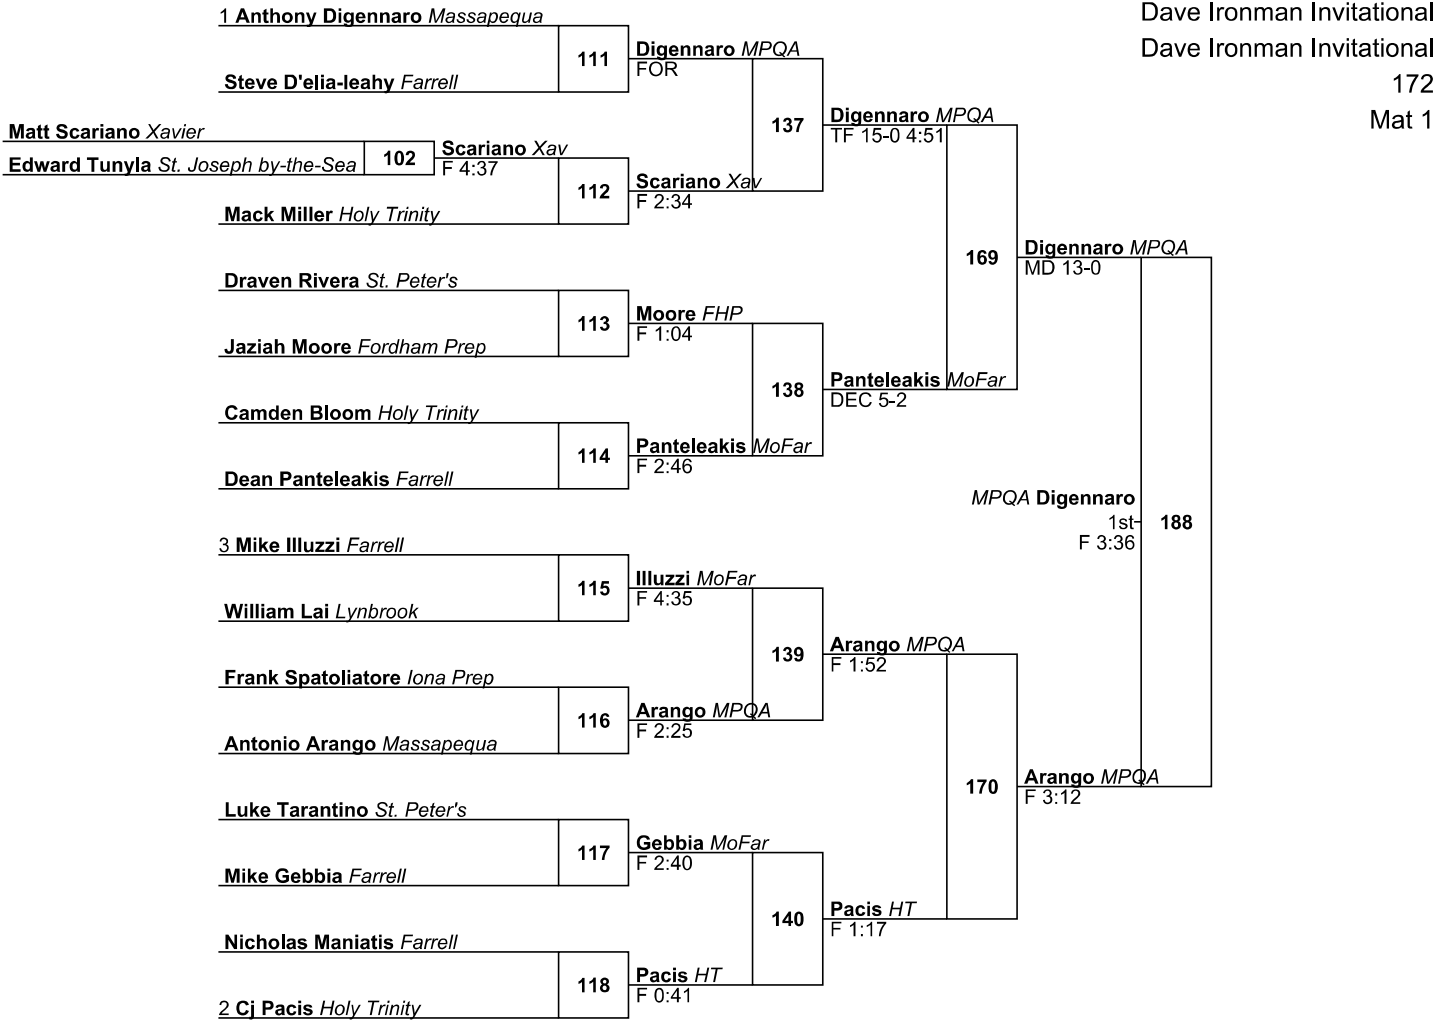 Dave Ironman Invitational
Dave Ironman Invitational
172
Mat 1
1 Anthony Digennaro Massapequa
111
Digennaro MPQA
FOR
Steve D'elia-leahy Farrell
137
Digennaro MPQA
TF 15-0 4:51
Matt Scariano Xavier
102
Scariano Xav
F 4:37
Edward Tunyla St. Joseph by-the-Sea
112
Scariano Xav
F 2:34
Mack Miller Holy Trinity
169
Digennaro MPQA
MD 13-0
Draven Rivera St. Peter's
113
Moore FHP
F 1:04
Jaziah Moore Fordham Prep
138
Panteleakis MoFar
DEC 5-2
Camden Bloom Holy Trinity
114
Panteleakis MoFar
F 2:46
Dean Panteleakis Farrell
MPQA Digennaro
1st
F 3:36
188
3 Mike Illuzzi Farrell
115
Illuzzi MoFar
F 4:35
William Lai Lynbrook
139
Arango MPQA
F 1:52
Frank Spatoliatore Iona Prep
116
Arango MPQA
F 2:25
Antonio Arango Massapequa
170
Arango MPQA
F 3:12
Luke Tarantino St. Peter's
117
Gebbia MoFar
F 2:40
Mike Gebbia Farrell
140
Pacis HT
F 1:17
Nicholas Maniatis Farrell
118
Pacis HT
F 0:41
2 Cj Pacis Holy Trinity